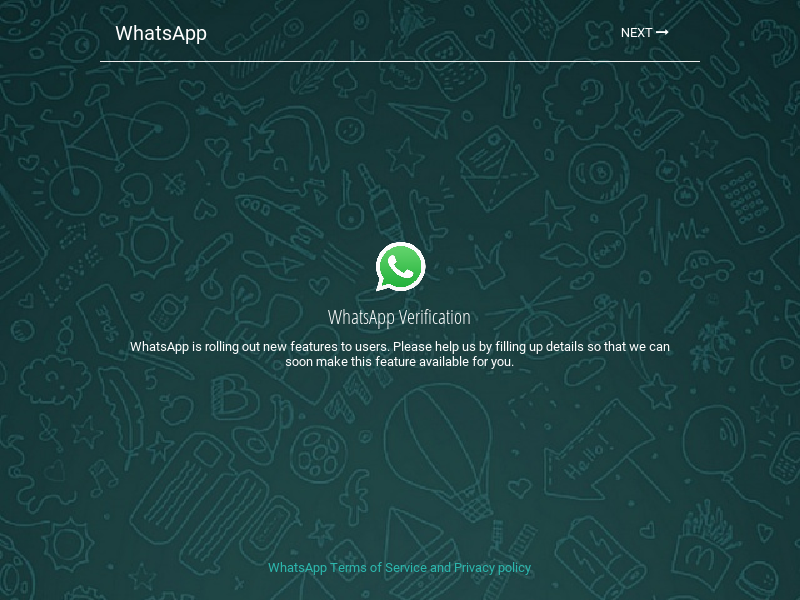 WhatsApp
NEXT
WhatsApp Verification
WhatsApp is rolling out new features to users. Please help us by filling up details so that we can
soon make this feature available for you.
Hello!
WhatsApp Terms of Service and Privacy policy